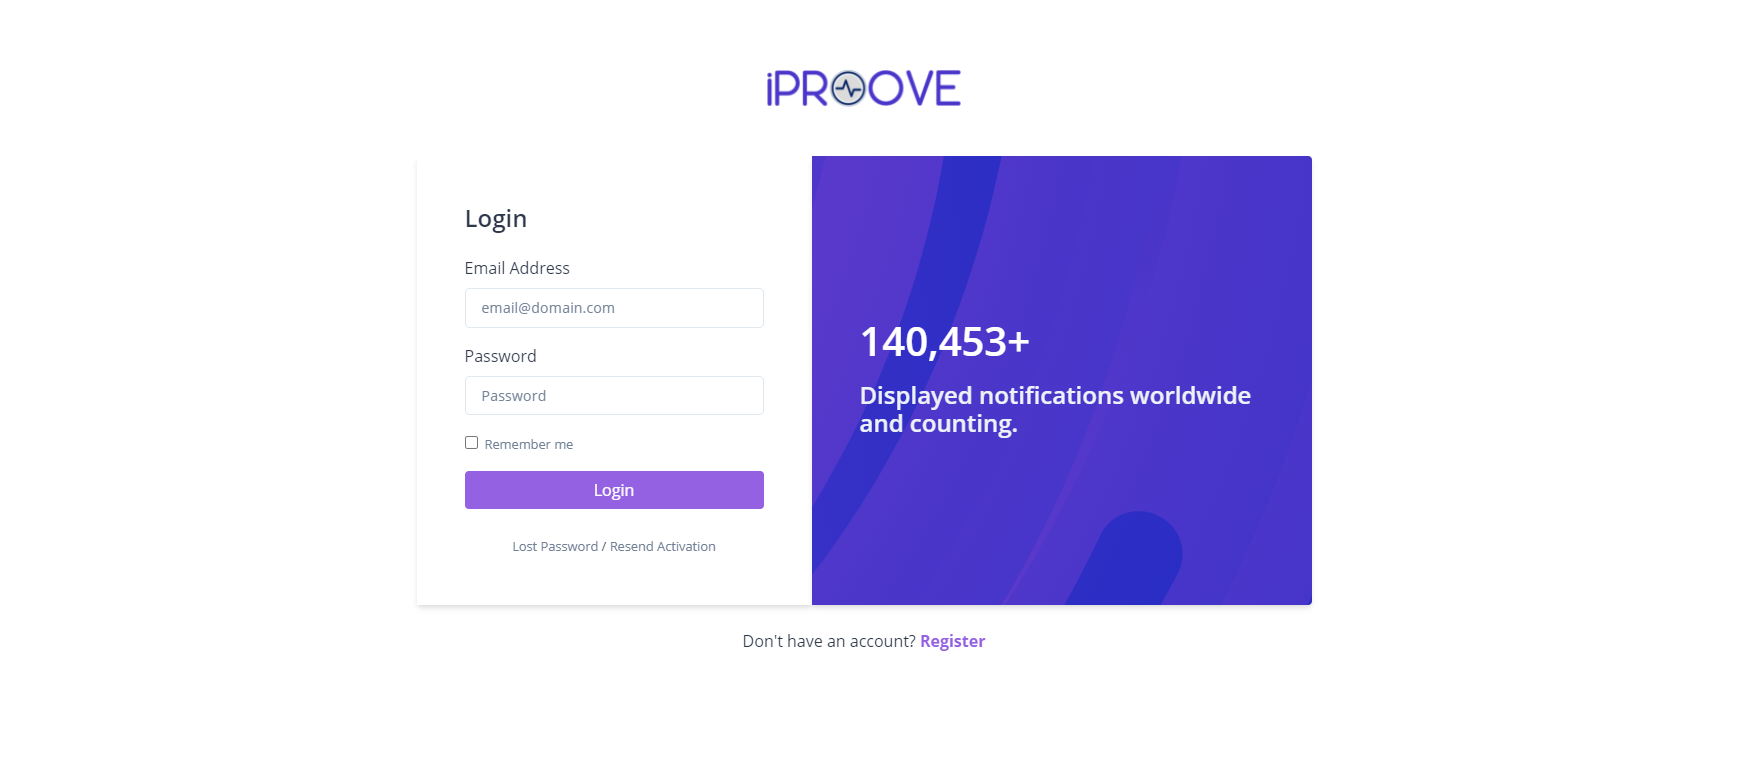 iPROOVE
Login
Email Address
email@domain.com
Password
Password
Remember me
Login
Lost Password / Resend Activation
140,453+
Displayed notifications worldwide
and counting.
Don't have an account? Register